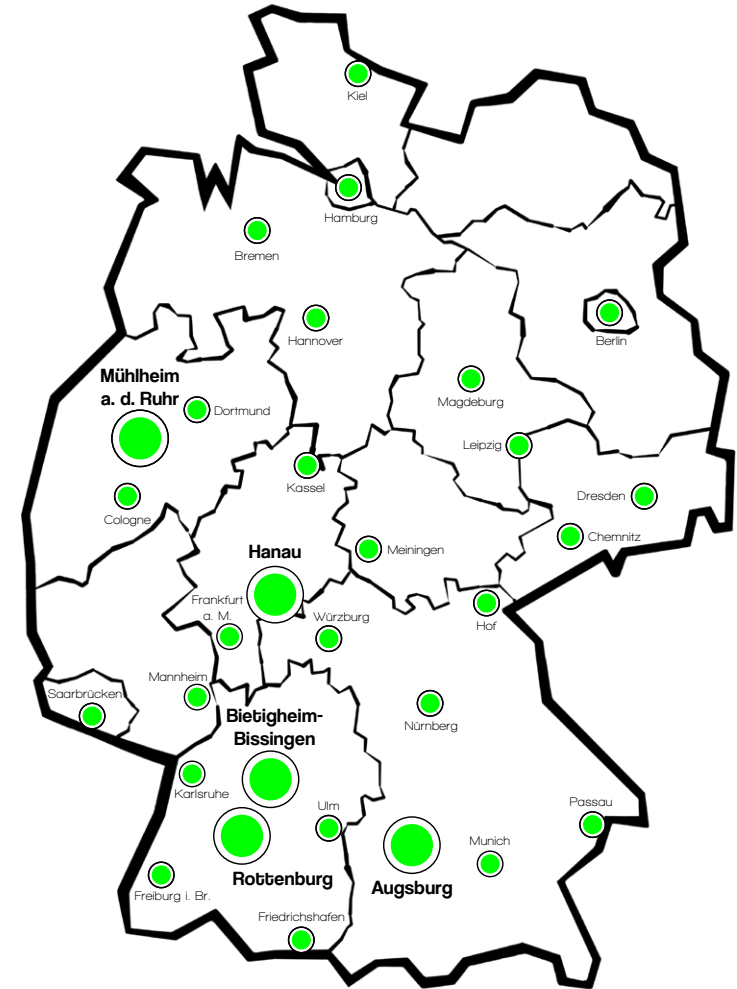 Kiel
Hamburg
Bremen
Hannover
Berlin
Mühlheim
a. d. Ruhr
Magdeburg
Dortmund
Leipzig
Kassel
Dresden
Cologne
Chemnitz
Meiningen
Hanau
Frankfurt
a. M.
Würzburg
Hof
Mannheim
Saarbrücken
Bietigheim-
Bissingen
Nürnberg
Karlsruhe
Ulm
Passau
Munich
Rottenburg
Augsburg
Freiburg i. Br.
Friedrichshafen